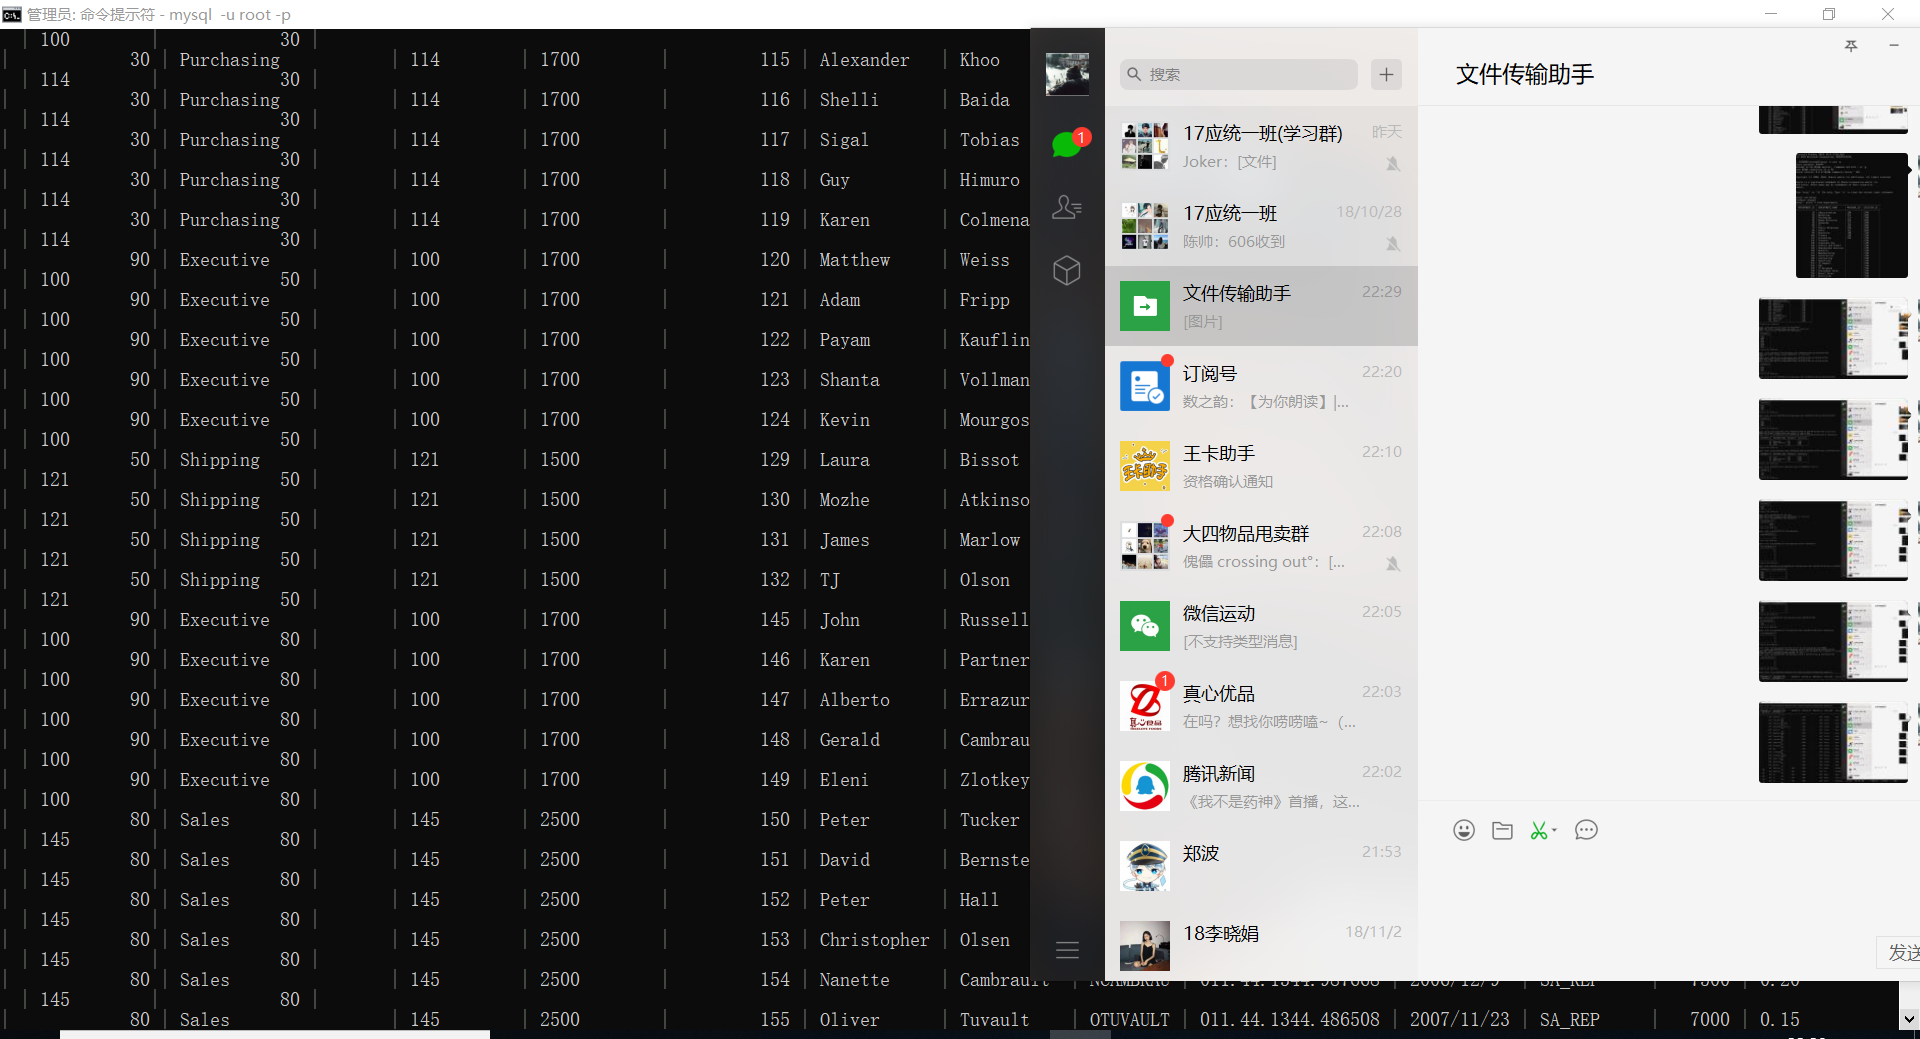 管理员: 命令提示符 - mysql  -u root -p
| 100 30 |
| 30 | Purchasing | 114 | 1700 | 115 | Alexander | Khoo
| 114 30 |
| 30 | Purchasing | 114 | 1700 | 116 | Shelli | Baida
| 114 30 |
| 30 | Purchasing | 114 | 1700 | 117 | Sigal | Tobias
| 114 30 |
| 30 | Purchasing | 114 | 1700 | 118 | Guy | Himuro
| 114 30 |
| 30 | Purchasing | 114 | 1700 | 119 | Karen | Colmena
| 114 30 |
| 90 | Executive | 100 | 1700 | 120 | Matthew | Weiss
| 100 50 |
| 90 | Executive | 100 | 1700 | 121 | Adam | Fripp
| 100 50 |
| 90 | Executive | 100 | 1700 | 122 | Payam | Kauflin
| 100 50 |
| 90 | Executive | 100 | 1700 | 123 | Shanta | Vollman
| 100 50 |
| 90 | Executive | 100 | 1700 | 124 | Kevin | Mourgos
| 100 50 |
| 50 | Shipping | 121 | 1500 | 129 | Laura | Bissot
| 121 50 |
| 50 | Shipping | 121 | 1500 | 130 | Mozhe | Atkinso
| 121 50 |
| 50 | Shipping | 121 | 1500 | 131 | James | Marlow
| 121 50 |
| 50 | Shipping | 121 | 1500 | 132 | TJ | Olson
| 121 50 |
| 90 | Executive | 100 | 1700 | 145 | John | Russell
| 100 80 |
| 90 | Executive | 100 | 1700 | 146 | Karen | Partner
| 100 80 |
| 90 | Executive | 100 | 1700 | 147 | Alberto | Errazur
| 100 80 |
| 90 | Executive | 100 | 1700 | 148 | Gerald | Cambrau
| 100 80 |
| 90 | Executive | 100 | 1700 | 149 | Eleni | Zlotkey
| 100 80 |
| 80 | Sales | 145 | 2500 | 150 | Peter | Tucker
| 145 80 |
| 80 | Sales | 145 | 2500 | 151 | David | Bernste
| 145 80 |
| 80 | Sales | 145 | 2500 | 152 | Peter | Hall
| 145 80 |
| 80 | Sales | 145 | 2500 | 153 | Christopher | Olsen
| 145 80 |
| 80 | Sales | 145 | 2500 | 154 | Nanette | Cambrault | NCAMBRAU | 011.44.1344.987668 | 2006/12/9 | SA_REP | 7500 | 0.20
| 145 80 |
| 80 | Sales | 145 | 2500 | 155 | Oliver | Tuvault | OTUVAULT | 011.44.1344.486508 | 2007/11/23 | SA_REP | 7000 | 0.15
1
搜索
17应统一班(学习群) 昨天
Joker: [文件]
17应统一班 18/10/28
陈帅: 606收到
文件传输助手 22:29
[图片]
订阅号 22:20
数之韵: 【为你朗读】|...
王卡助手 22:10
资格确认通知
大四物品甩卖群 22:08
傀儡 crossing out°: [...
微信运动 22:05
[不支持类型消息]
1
真心优品 22:03
在吗? 想找你唠唠嗑~ (...
腾讯新闻 22:02
《我不是药神》首播, 这...
郑波 21:53
18李晓娟 18/11/2
王卡助手
文件传输助手
发送